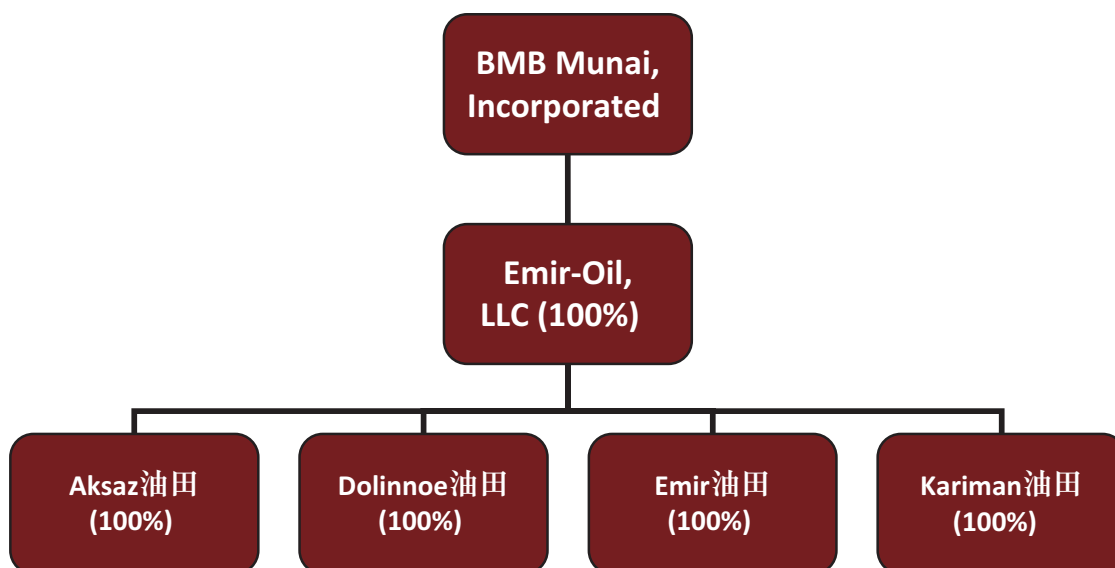 BMB Munai,
Incorporated
Emir-Oil,
LLC (100%)
Aksaz油田
(100%)
Dolinnoe油田
(100%)
Emir油田
(100%)
Kariman油田
(100%)